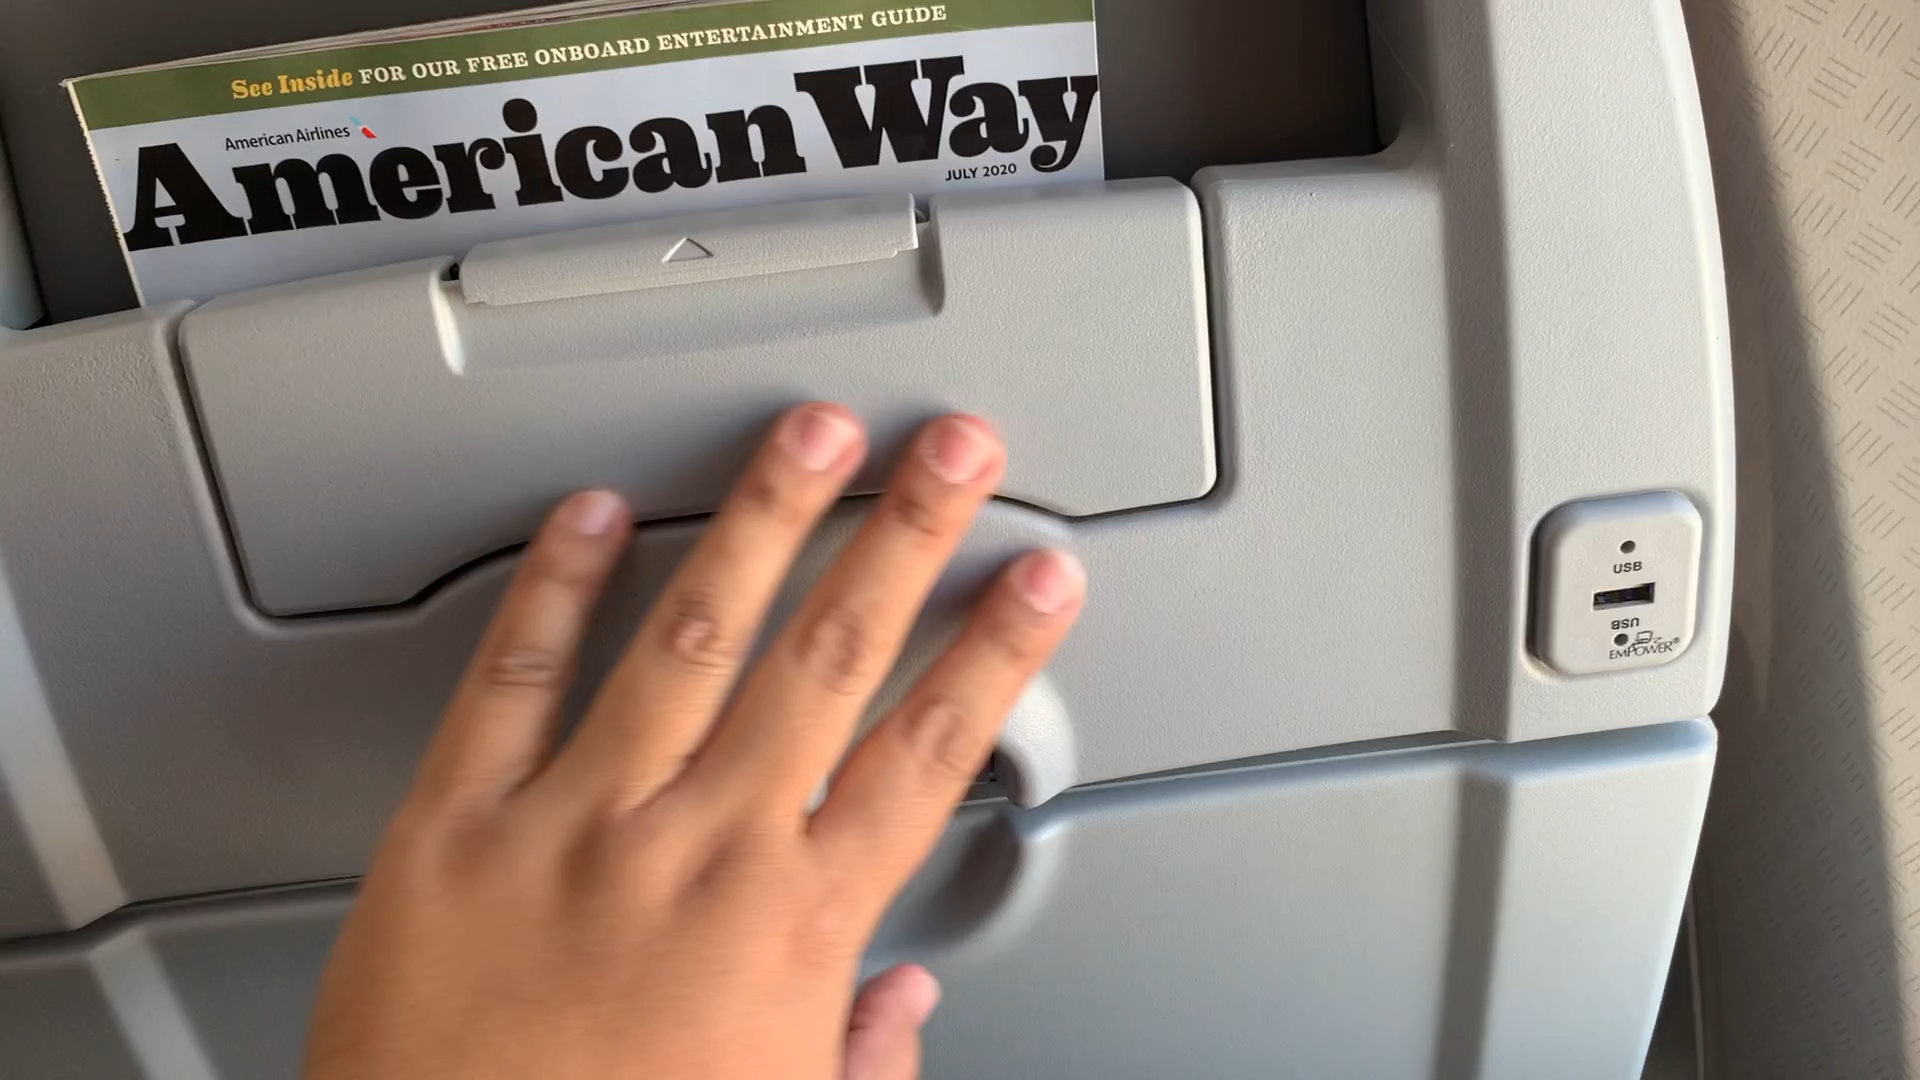 See Inside FOR OUR FREE ONBOARD ENTERTAINMENT GUIDE
American Airlines
American Way
JULY 2020
USB
USB
EMPOWER®